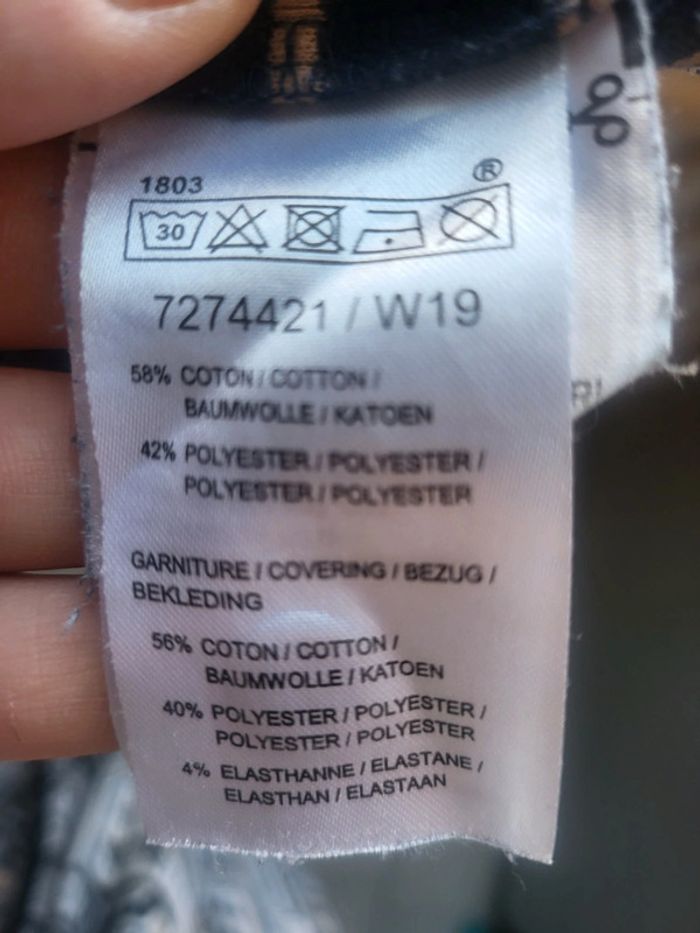 1803
®
30
7274421 / W19
58% COTON / COTTON /
BAUMWOLLE / KATOEN
42% POLYESTER / POLYESTER /
POLYESTER / POLYESTER
GARNITURE / COVERING / BEZUG /
BEKLEDING
56% COTON / COTTON /
BAUMWOLLE / KATOEN
40% POLYESTER / POLYESTER /
POLYESTER / POLYESTER
4% ELASTHANNE / ELASTANE /
ELASTHAN / ELASTAAN